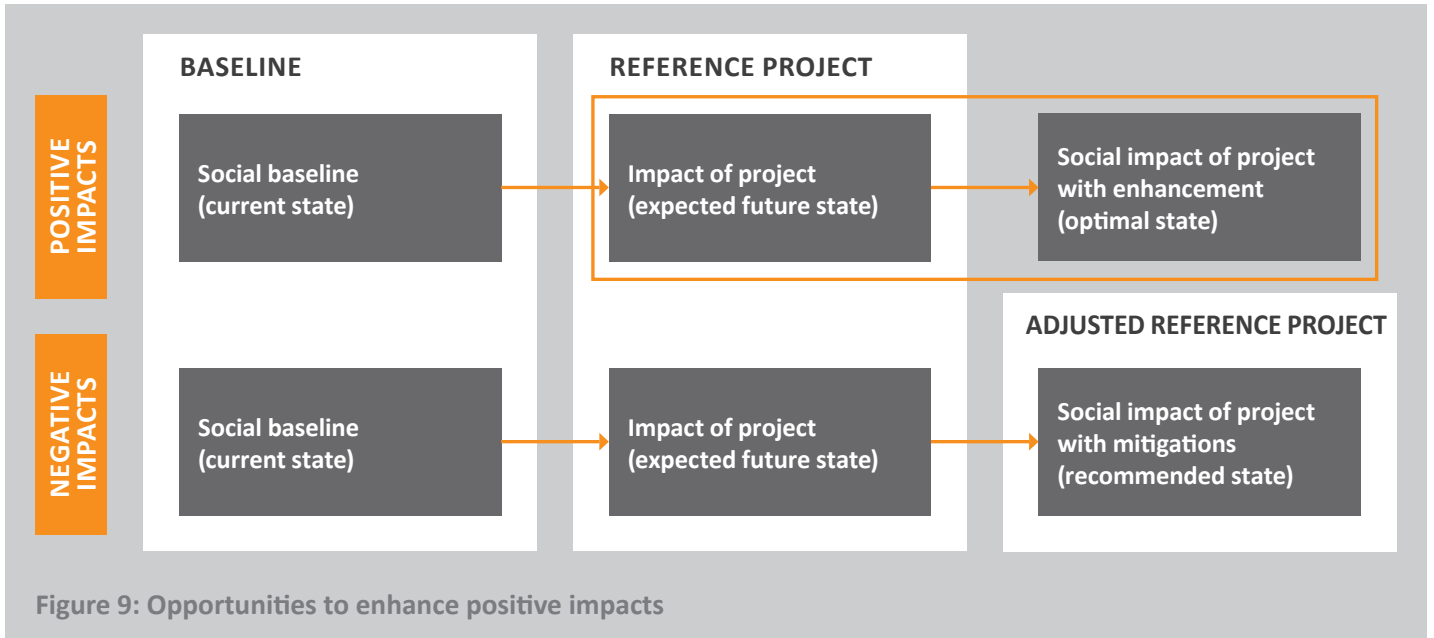 BASELINE
REFERENCE PROJECT
POSITIVE
IMPACTS
Social baseline
(current state)
Impact of project
(expected future state)
Social impact of project
with enhancement
(optimal state)
ADJUSTED REFERENCE PROJECT
NEGATIVE
IMPACTS
Social baseline
(current state)
Impact of project
(expected future state)
Social impact of project
with mitigations
(recommended state)
Figure 9: Opportunities to enhance positive impacts